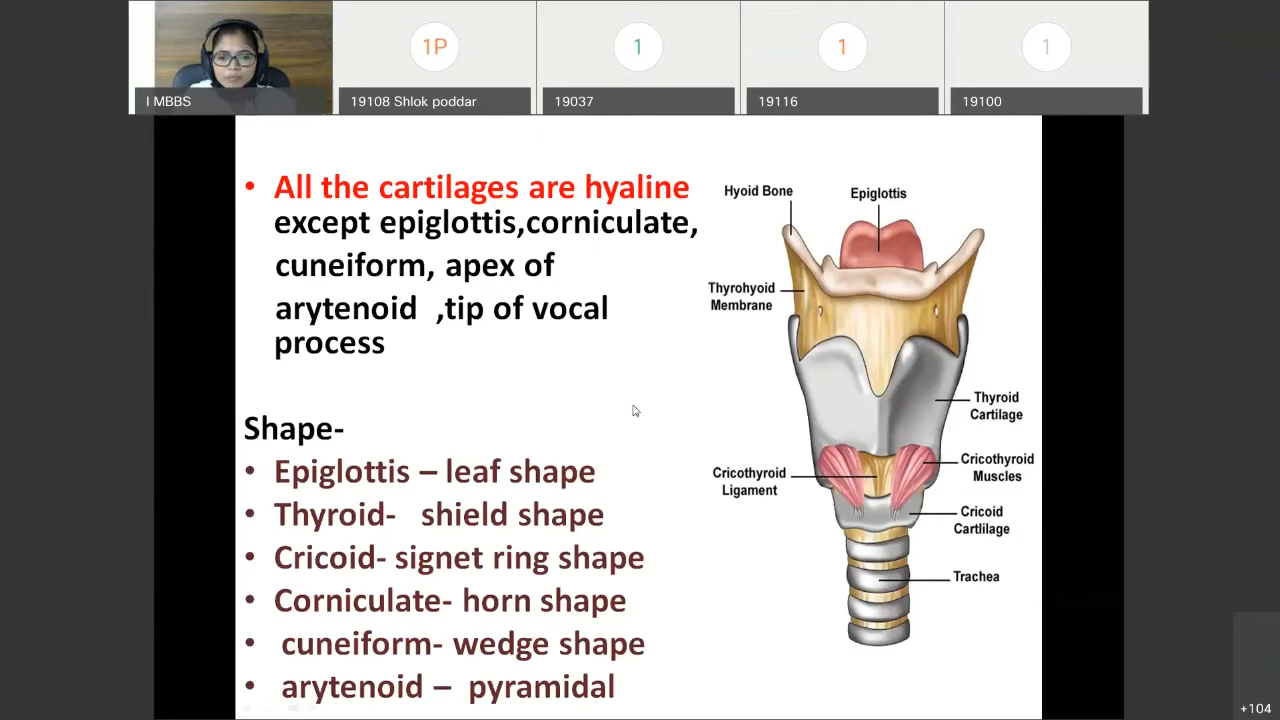 1P
1
1
1
I MBBS
19108 Shlok poddar
19037
19116
19100
• All the cartilages are hyaline
except epiglottis,corniculate,
cuneiform, apex of
arytenoid ,tip of vocal
process
Shape-
• Epiglottis – leaf shape
• Thyroid- shield shape
• Cricoid- signet ring shape
• Corniculate- horn shape
• cuneiform- wedge shape
• arytenoid – pyramidal
Hyoid Bone
Epiglottis
Thyrohyoid
Membrane
Thyroid
Cartilage
Cricothyroid
Ligament
Cricothyroid
Muscles
Cricoid
Cartlilage
Trachea
+104